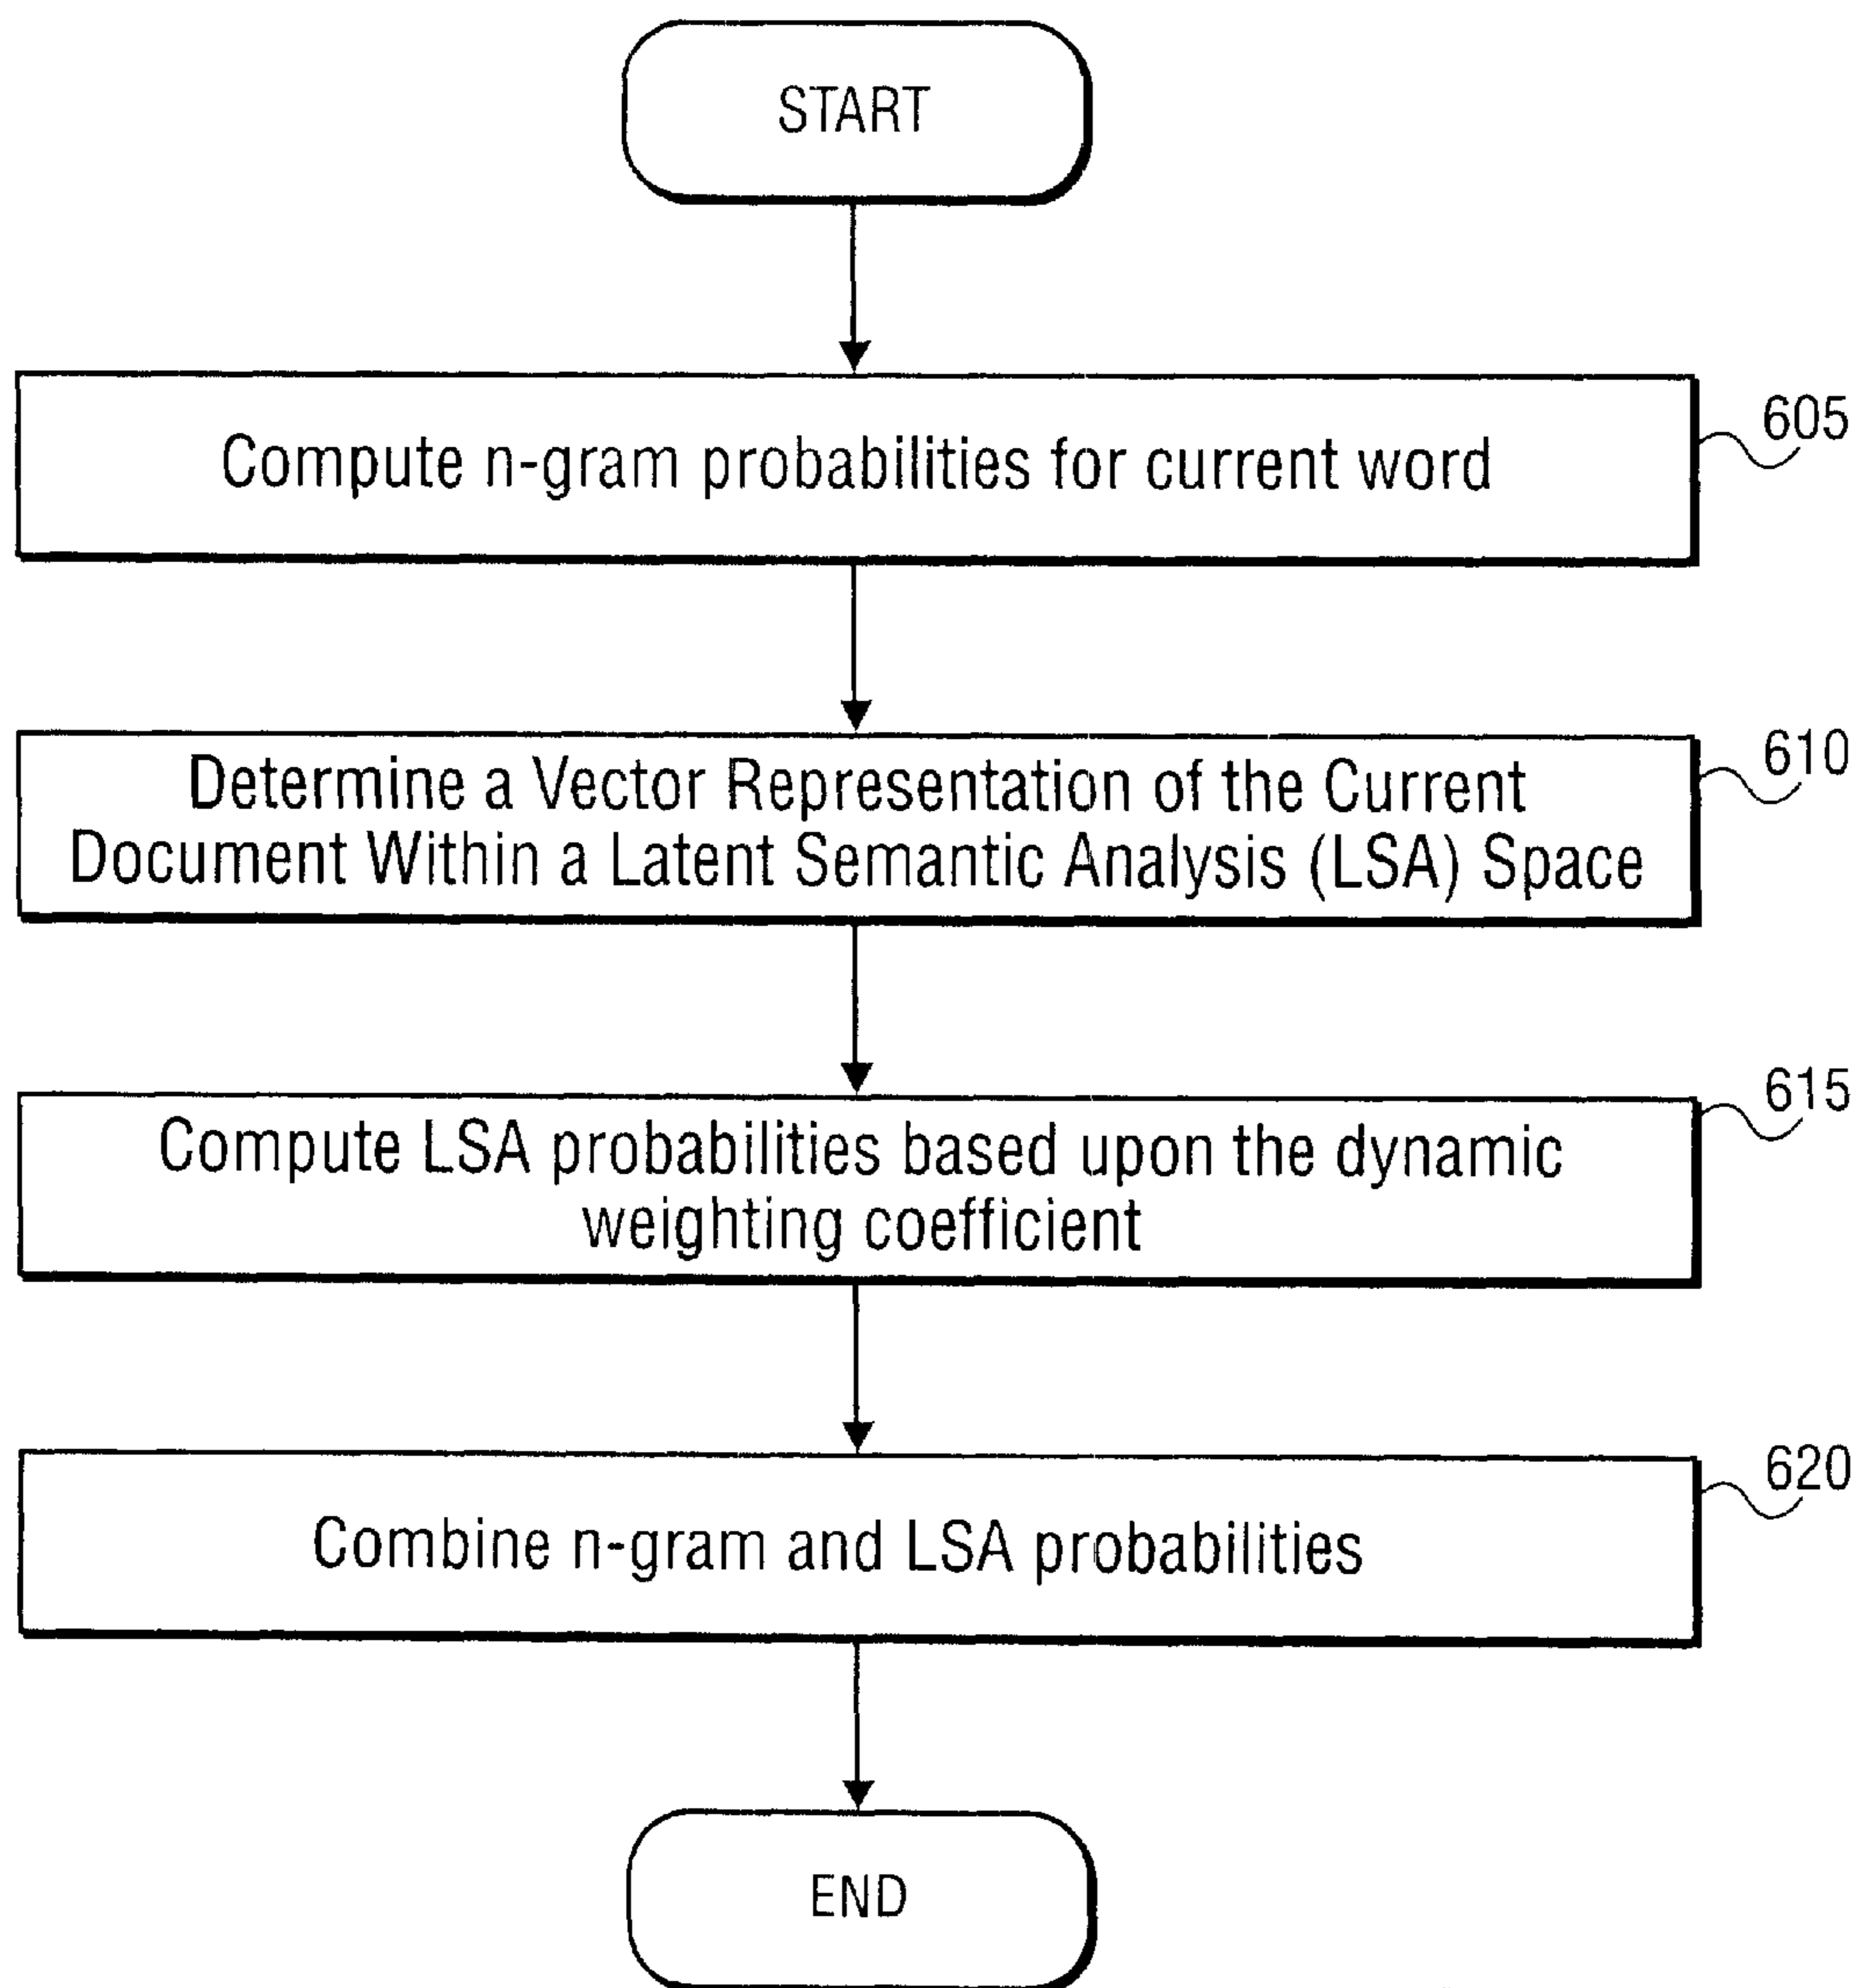 START
Compute n-gram probabilities for current word
605
Determine a Vector Representation of the Current
Document Within a Latent Semantic Analysis (LSA) Space
610
Compute LSA probabilities based upon the dynamic
weighting coefficient
615
Combine n-gram and LSA probabilities
620
END